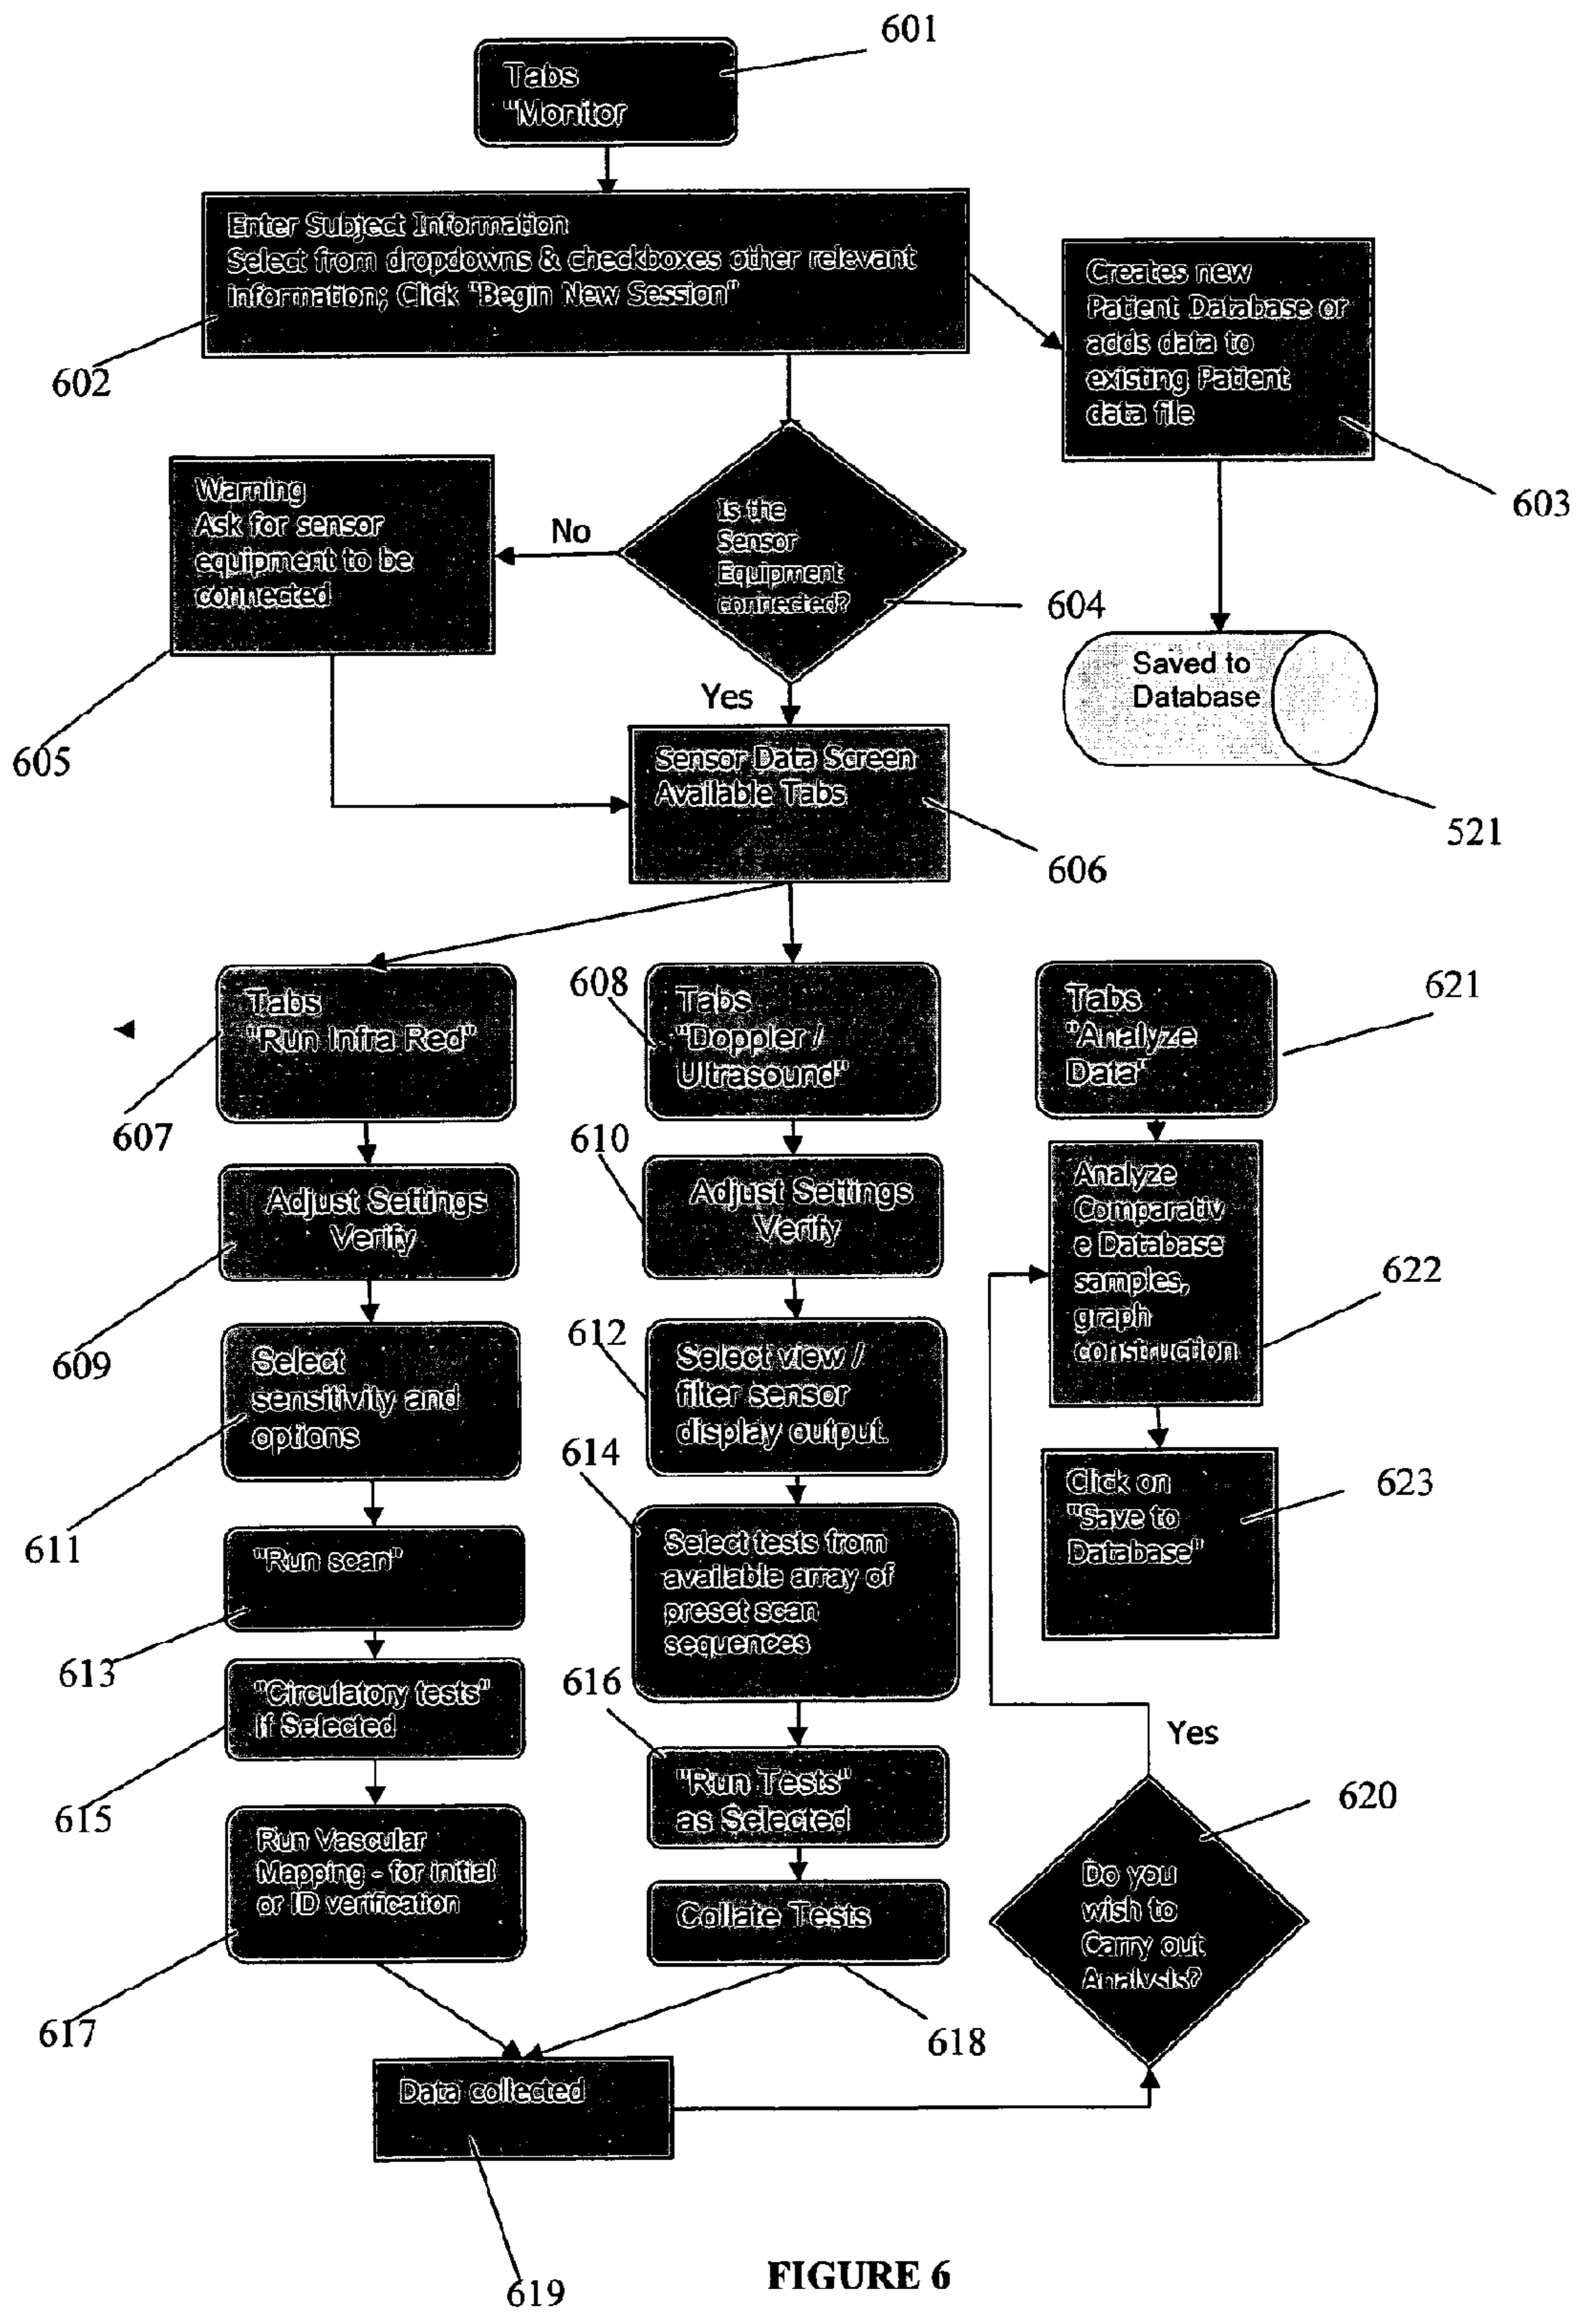 601
Tabs
"Monitor
Enter Subject Information
Select from dropdowns & checkboxes other relevant
information; Click "Begin New Session"
602
Creates new
Patient Database or
adds data to
existing Patient
data file
603
Warning
Ask for sensor
equipment to be
connected
605
No
Is the
Sensor
Equipment
connected?
604
Yes
Saved to
Database
521
Sensor Data Screen
Available Tabs
606
Tabs
"Run Infra Red"
607
608
Tabs
"Doppler /
Ultrasound"
Tabs
"Analyze
Data"
621
Adjust Settings
Verify
609
610
Adjust Settings
Verify
Analyze
Comparativ
e Database
samples,
graph
construction
622
Select
sensitivity and
options
611
612
Select view /
filter sensor
display output.
Click on
"Save to
Database"
623
"Run scan"
613
614
Select tests from
available array of
preset scan
sequences
"Circulatory tests"
If Selected
615
616
"Run Tests"
as Selected
Yes
620
Do you
wish to
Carry out
Analysis?
Run Vascular
Mapping - for initial
or ID verification
617
Collate Tests
618
Data collected
619
FIGURE 6